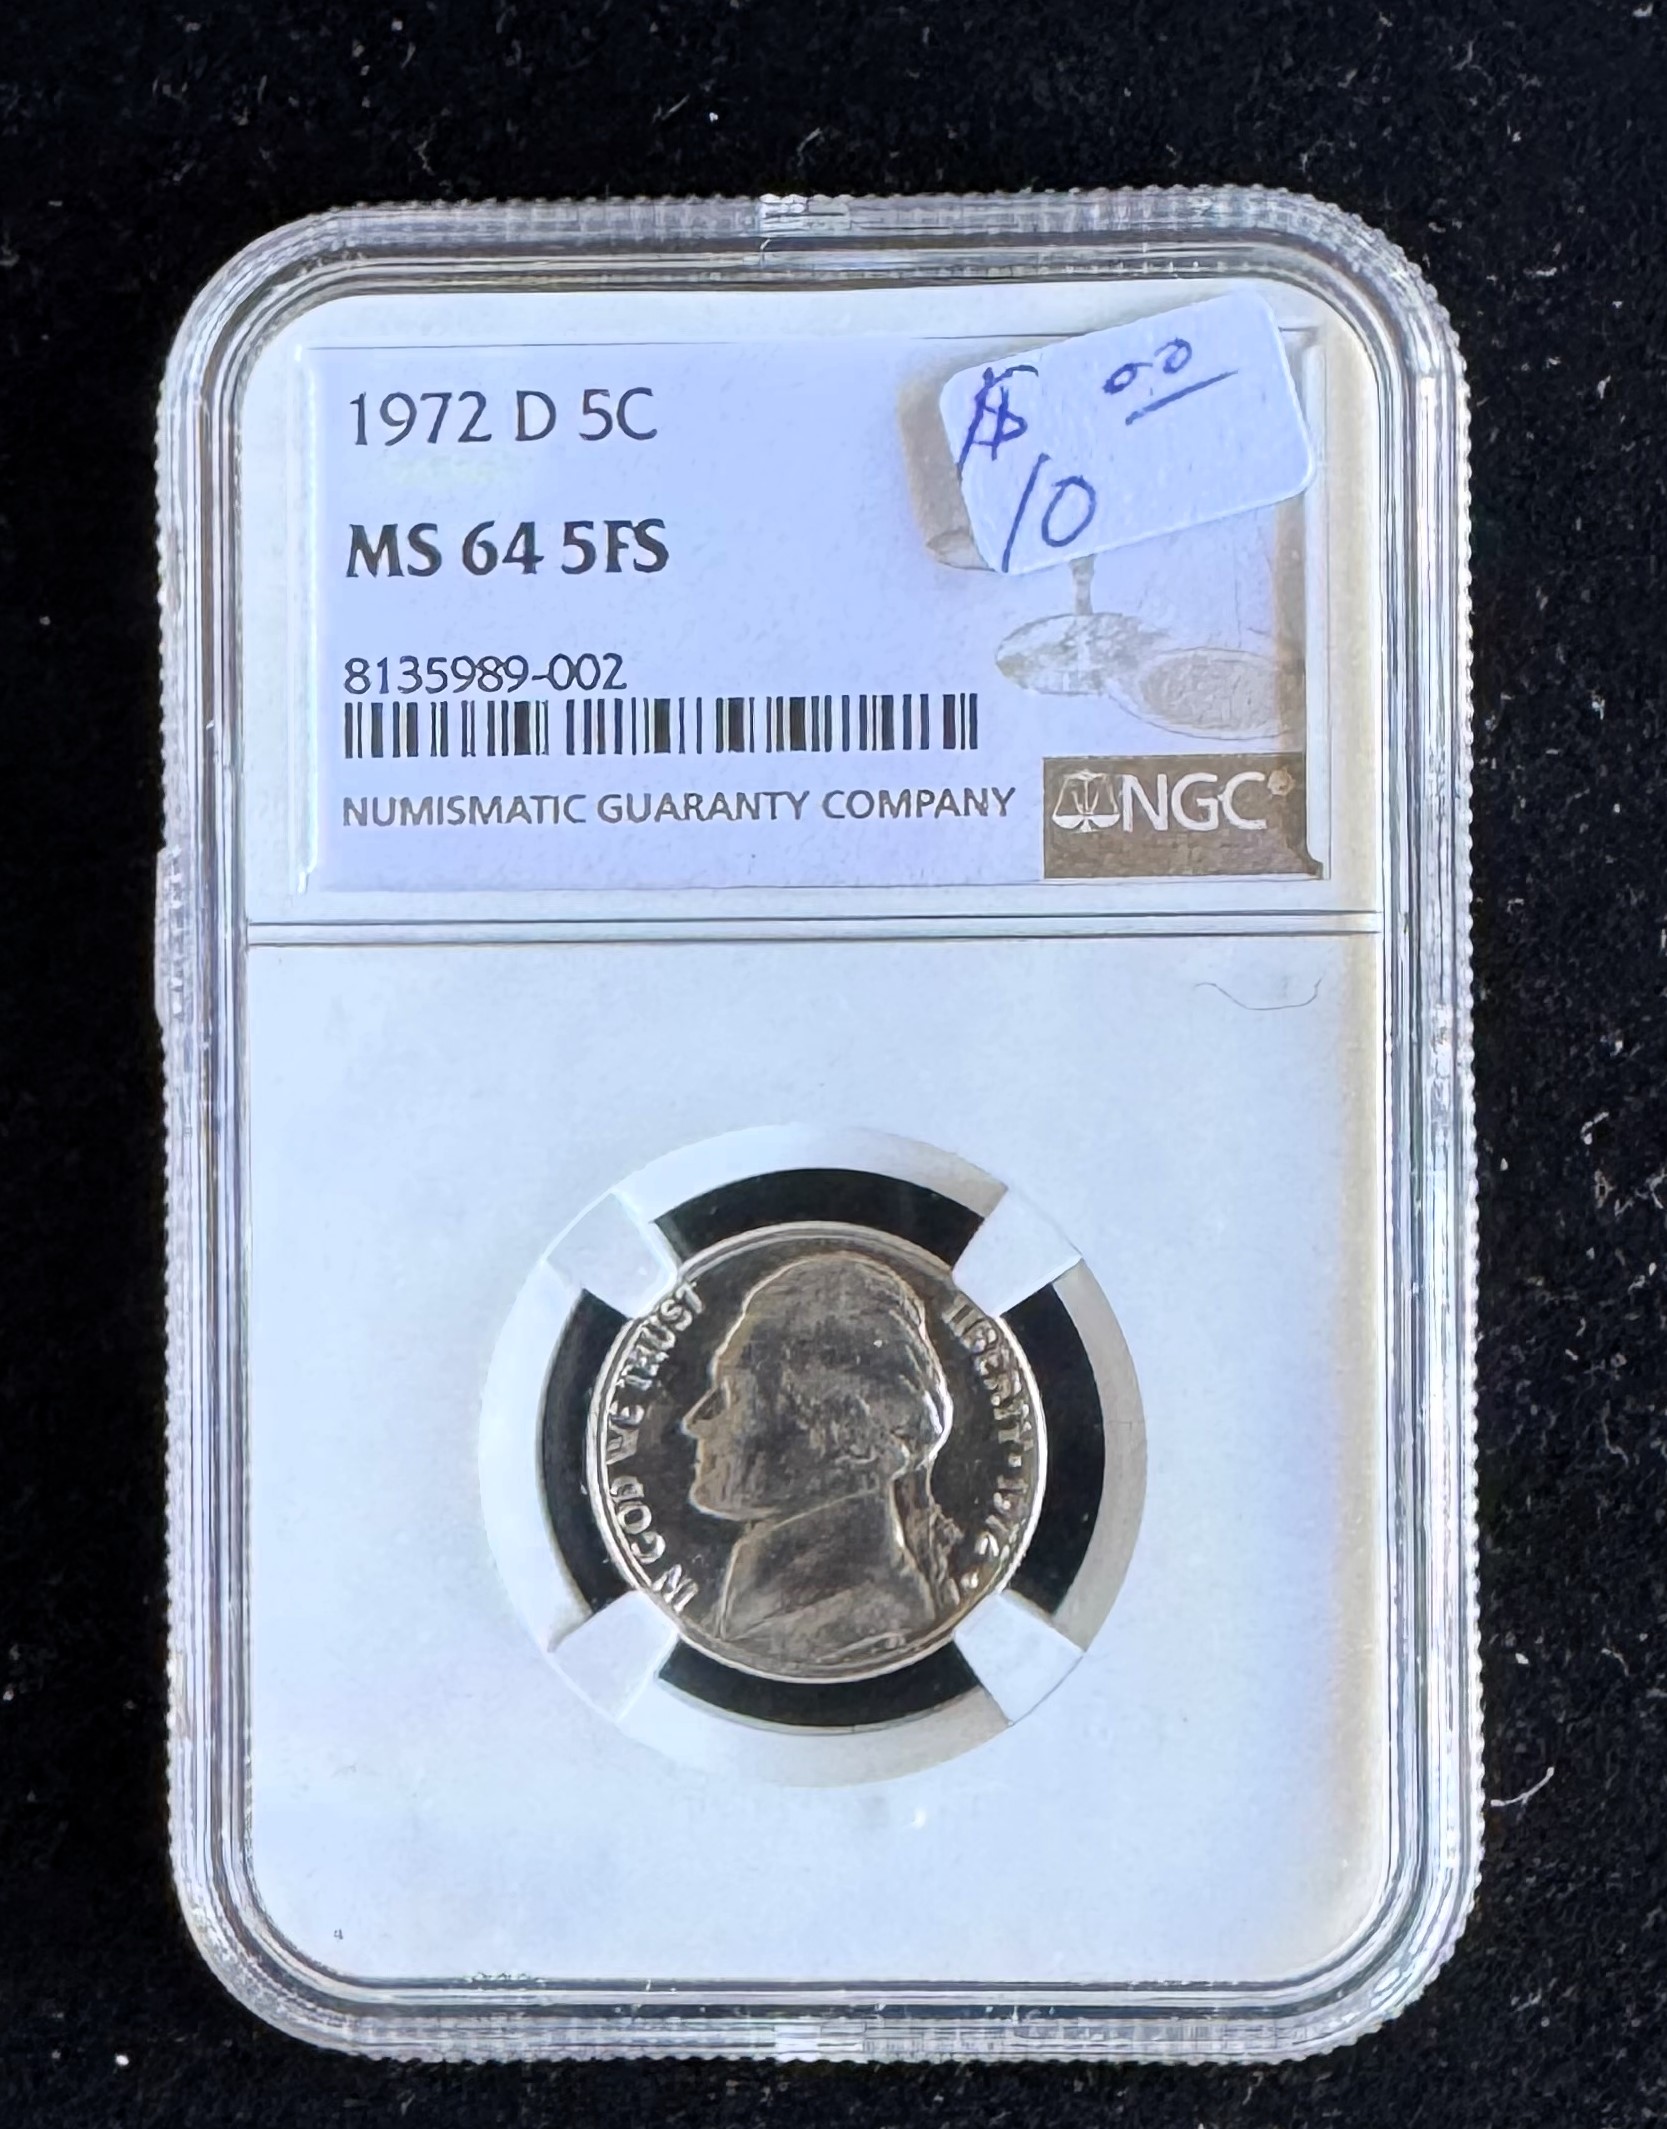 1972 D 5C
$ 10 00
MS 64 5FS
8135989-002
NUMISMATIC GUARANTY COMPANY
NGC
IN GOD WE TRUST
LIBERTY 1972